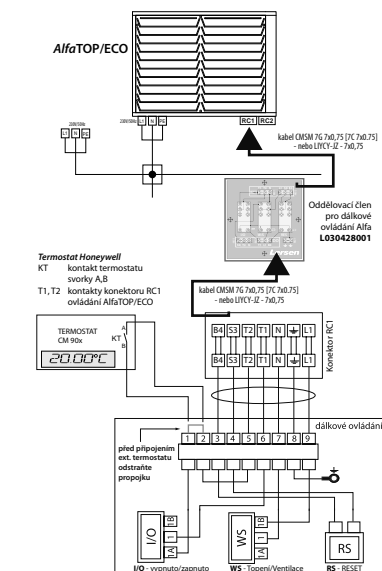 AlfaTOP/ECO
230V/50Hz L1 N PE
RC1 RC2
230V/50Hz
L1 N PE
kabel CMSM 7G 7x0,75 [7C 7x0.75]
- nebo LIYCY-JZ - 7x0,75
Oddělovací člen
pro dálkové
ovládání Alfa
L030428001
Lersen
Termostat Honeywell
KT kontakt termostatu
svorky A,B
T1,T2 kontakty konektoru RC1
ovládání AlfaTOP/ECO
kabel CMSM 7G 7x0,75 [7C 7x0.75]
- nebo LIYCY-JZ - 7x0,75
TERMOSTAT
CM 90x
A
KT
B
20.00°C
B4 S3 T2 T1 N L1
B4 S3 T2 T1 N L1
Konektor RC1
dálkové ovládání
1 2 3 4 5 6 7 8 9
před připojením
ext. termostatu
odstraňte
propojku
I/O
1B
1
1A
WS
1B
1
1A
RS
I/O - vypnuto/zapnuto
WS - Topení/Ventilace
RS - RESET